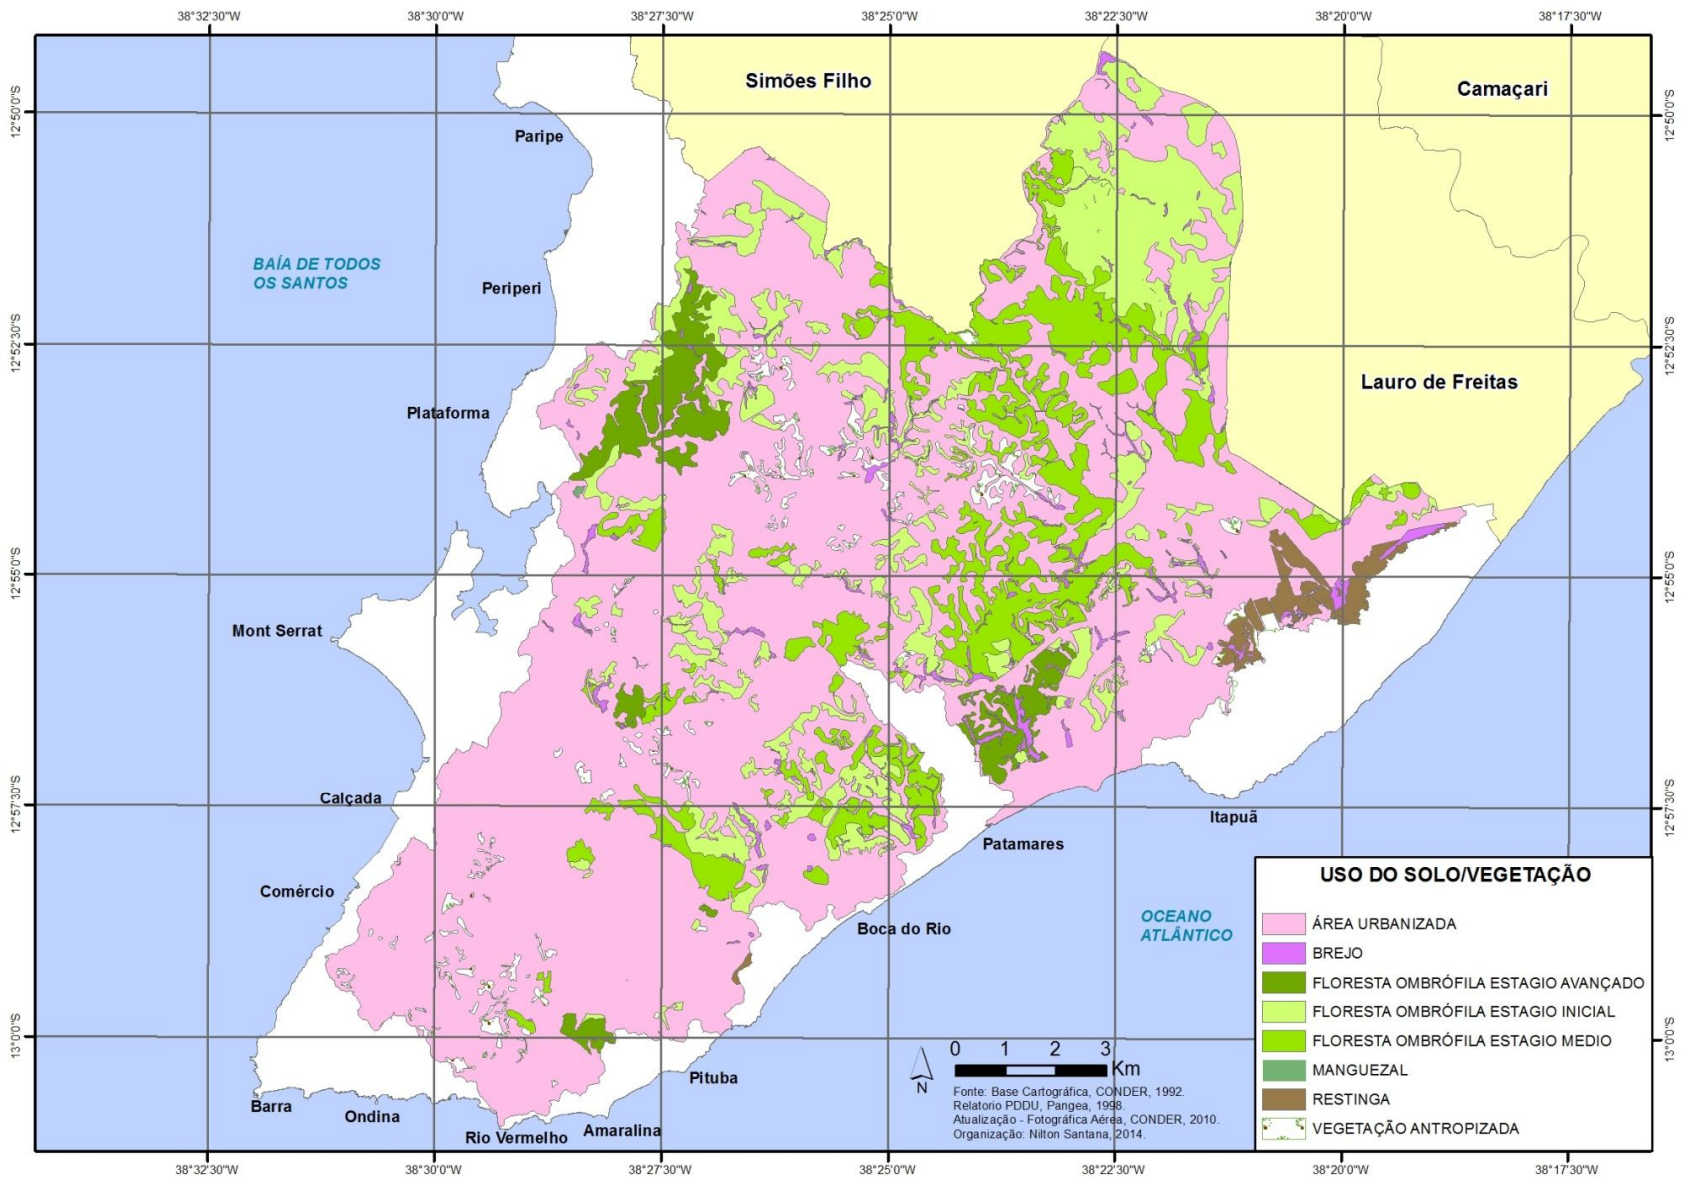 38°32'30"W
38°30'0"W
38°27'30"W
38°25'0"W
38°22'30"W
38°20'0"W
38°17'30"W
Simões Filho
Camaçari
12°50'0"S
12°50'0"S
Paripe
BAÍA DE TODOS
OS SANTOS
Periperi
12°52'30"S
12°52'30"S
Lauro de Freitas
Plataforma
12°55'0"S
12°55'0"S
Mont Serrat
Calçada
12°57'30"S
12°57'30"S
Itapuã
Patamares
Comércio
Boca do Rio
OCEANO
ATLÂNTICO
USO DO SOLO/VEGETAÇÃO
ÁREA URBANIZADA
BREJO
FLORESTA OMBRÓFILA ESTAGIO AVANÇADO
FLORESTA OMBRÓFILA ESTAGIO INICIAL
FLORESTA OMBRÓFILA ESTAGIO MEDIO
MANGUEZAL
RESTINGA
VEGETAÇÃO ANTROPIZADA
13°0'0"S
13°0'0"S
0 1 2 3
Km
N
Fonte: Base Cartográfica, CONDER, 1992.
Relatorio PDDU, Pangea, 1998.
Atualização - Fotográfica Aérea, CONDER, 2010.
Organização: Nilton Santana, 2014.
Pituba
Barra
Ondina
Rio Vermelho
Amaralina
38°32'30"W
38°30'0"W
38°27'30"W
38°25'0"W
38°22'30"W
38°20'0"W
38°17'30"W